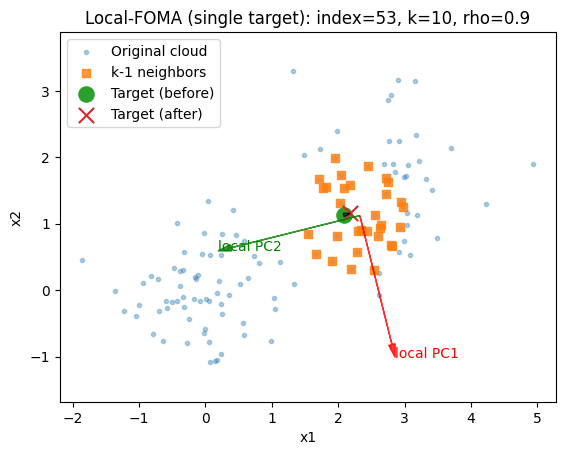 Local-FOMA (single target): index=53, k=10, rho=0.9
Original cloud
k-1 neighbors
Target (before)
Target (after)
local PC2
local PC1
x2
3
2
1
0
−1
−2 −1 0 1 2 3 4 5
x1